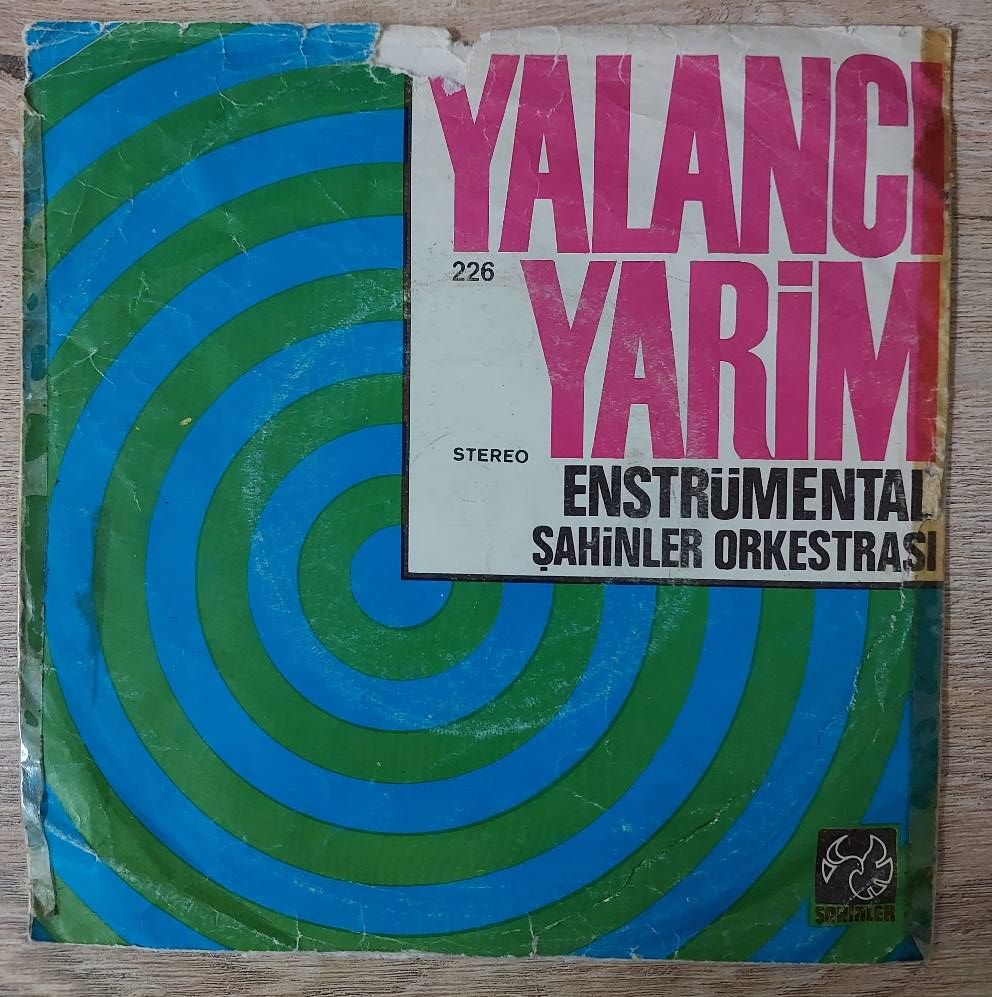 YALANCI
226
YARİM
STEREO
ENSTRÜMENTAL
ŞAHİNLER ORKESTRASI
ŞAHİNLER